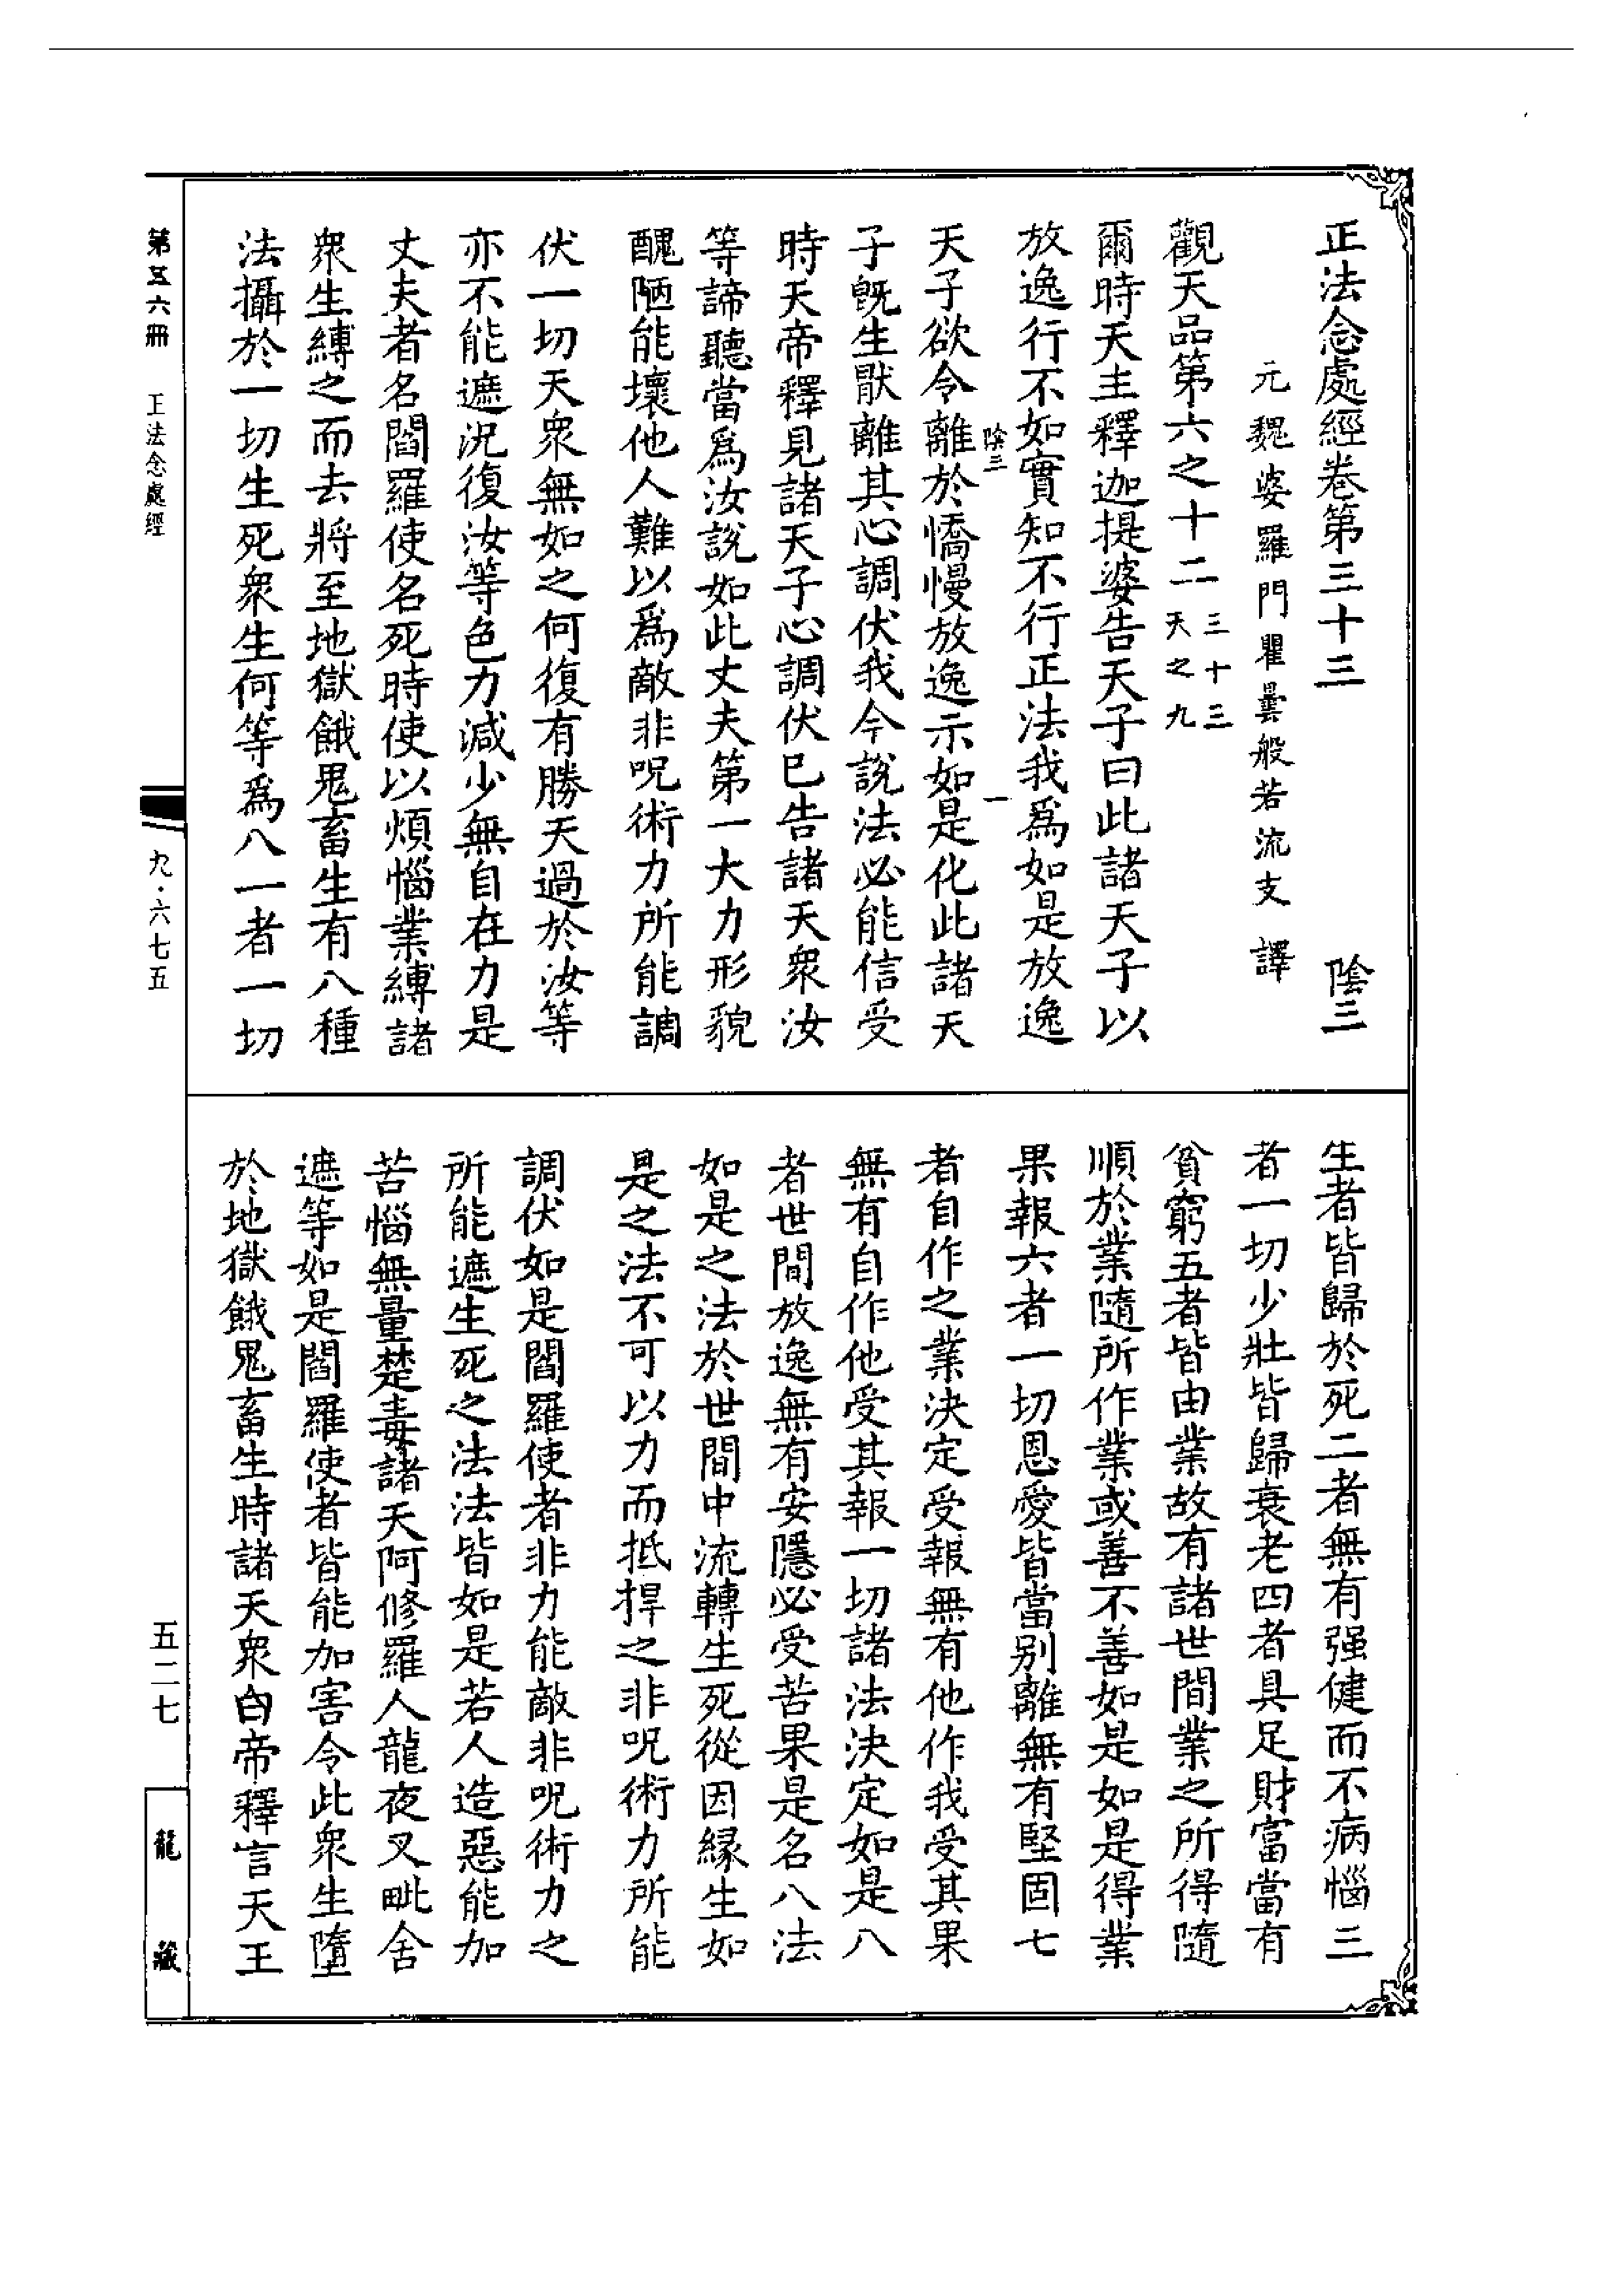 正法念處經卷第三十三　陰三
元魏婆羅門瞿曇般若流支　譯
觀天品第六之十二三十三天之九
爾時天主釋迦提婆告天子曰此諸天子以
放逸行不如實知不行正法我爲如是放逸
天子欲令離於憍慢放逸示如是化此諸天
陰三
一
子旣生猒離其心調伏我今說法必能信受
時天帝釋見諸天子心調伏已告諸天衆汝
等諦聽當爲汝說如此丈夫第一大力形貌
醜陋能壞他人難以爲敵非呪術力所能調
伏一切天衆無如之何復有勝天過於汝等
亦不能遮況復汝等色力減少無自在力是
丈夫者名閻羅使名死時使以煩惱業縛諸
衆生縛之而去將至地獄餓鬼畜生有八種
法攝於一切生死衆生何等爲八一者一切
生者皆歸於死二者無有强健而不病惱三
者一切少壯皆歸衰老四者具足財富當有
貧窮五者皆由業故有諸世間業之所得隨
順於業隨所作業或善不善如是如是得業
果報六者一切恩愛皆當别離無有堅固七
者自作之業決定受報無有他作我受其果
無有自作他受其報一切諸法決定如是八
者世間放逸無有安隱必受苦果是名八法
如是之法於世間中流轉生死從因緣生如
是之法不可以力而抵捍之非呪術力所能
調伏如是閻羅使者非力能敵非呪術力之
所能遮生死之法法皆如是若人造惡能加
苦惱無量楚毒諸天阿修羅人龍夜叉毗舍
遮等如是閻羅使者皆能加害令此衆生墮
於地獄餓鬼畜生時諸天衆白帝釋言天王
第五六冊　正法念處經
九·六七五
五二七
龍藏